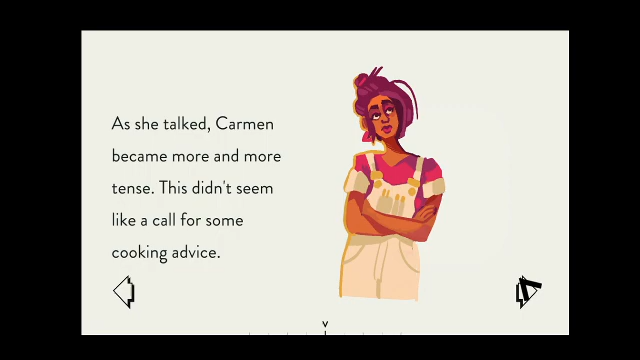 As she talked, Carmen
became more and more
tense. This didn't seem
like a call for some
cooking advice.